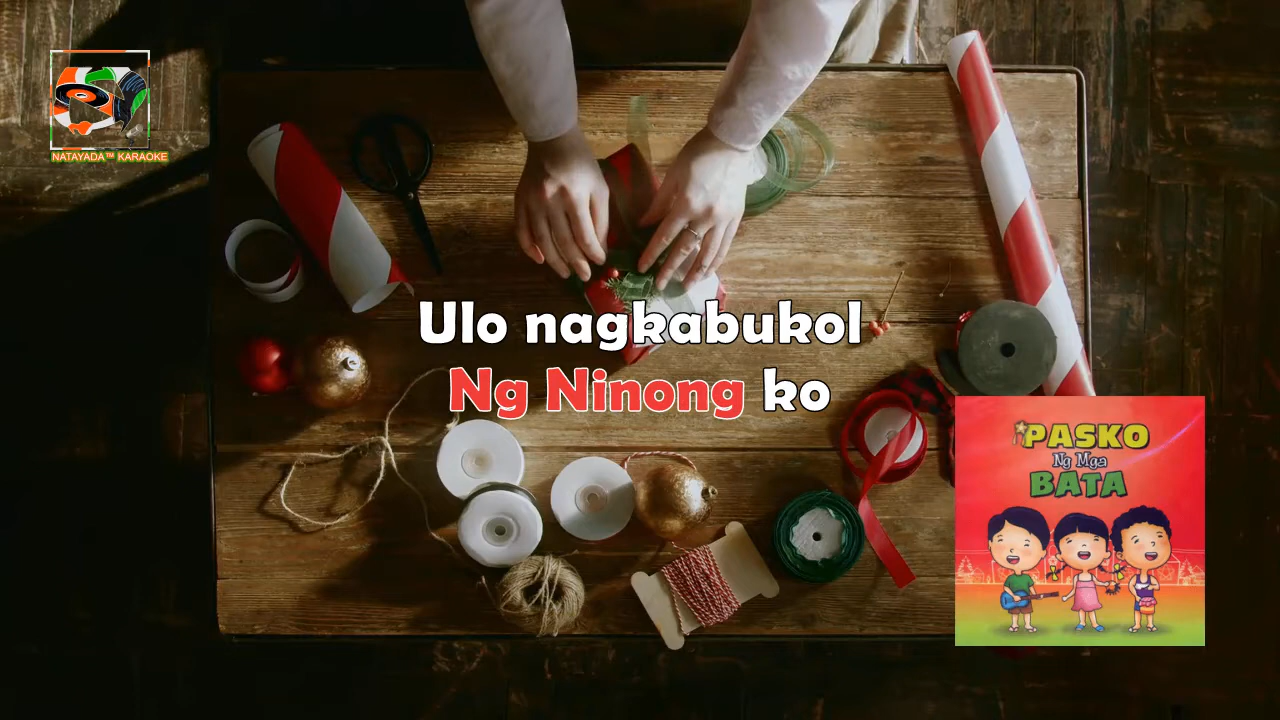 NATAYADA™ KARAOKE
Ulo nagkabukol
Ng Ninong ko
PASKO
Ng Mga
BATA